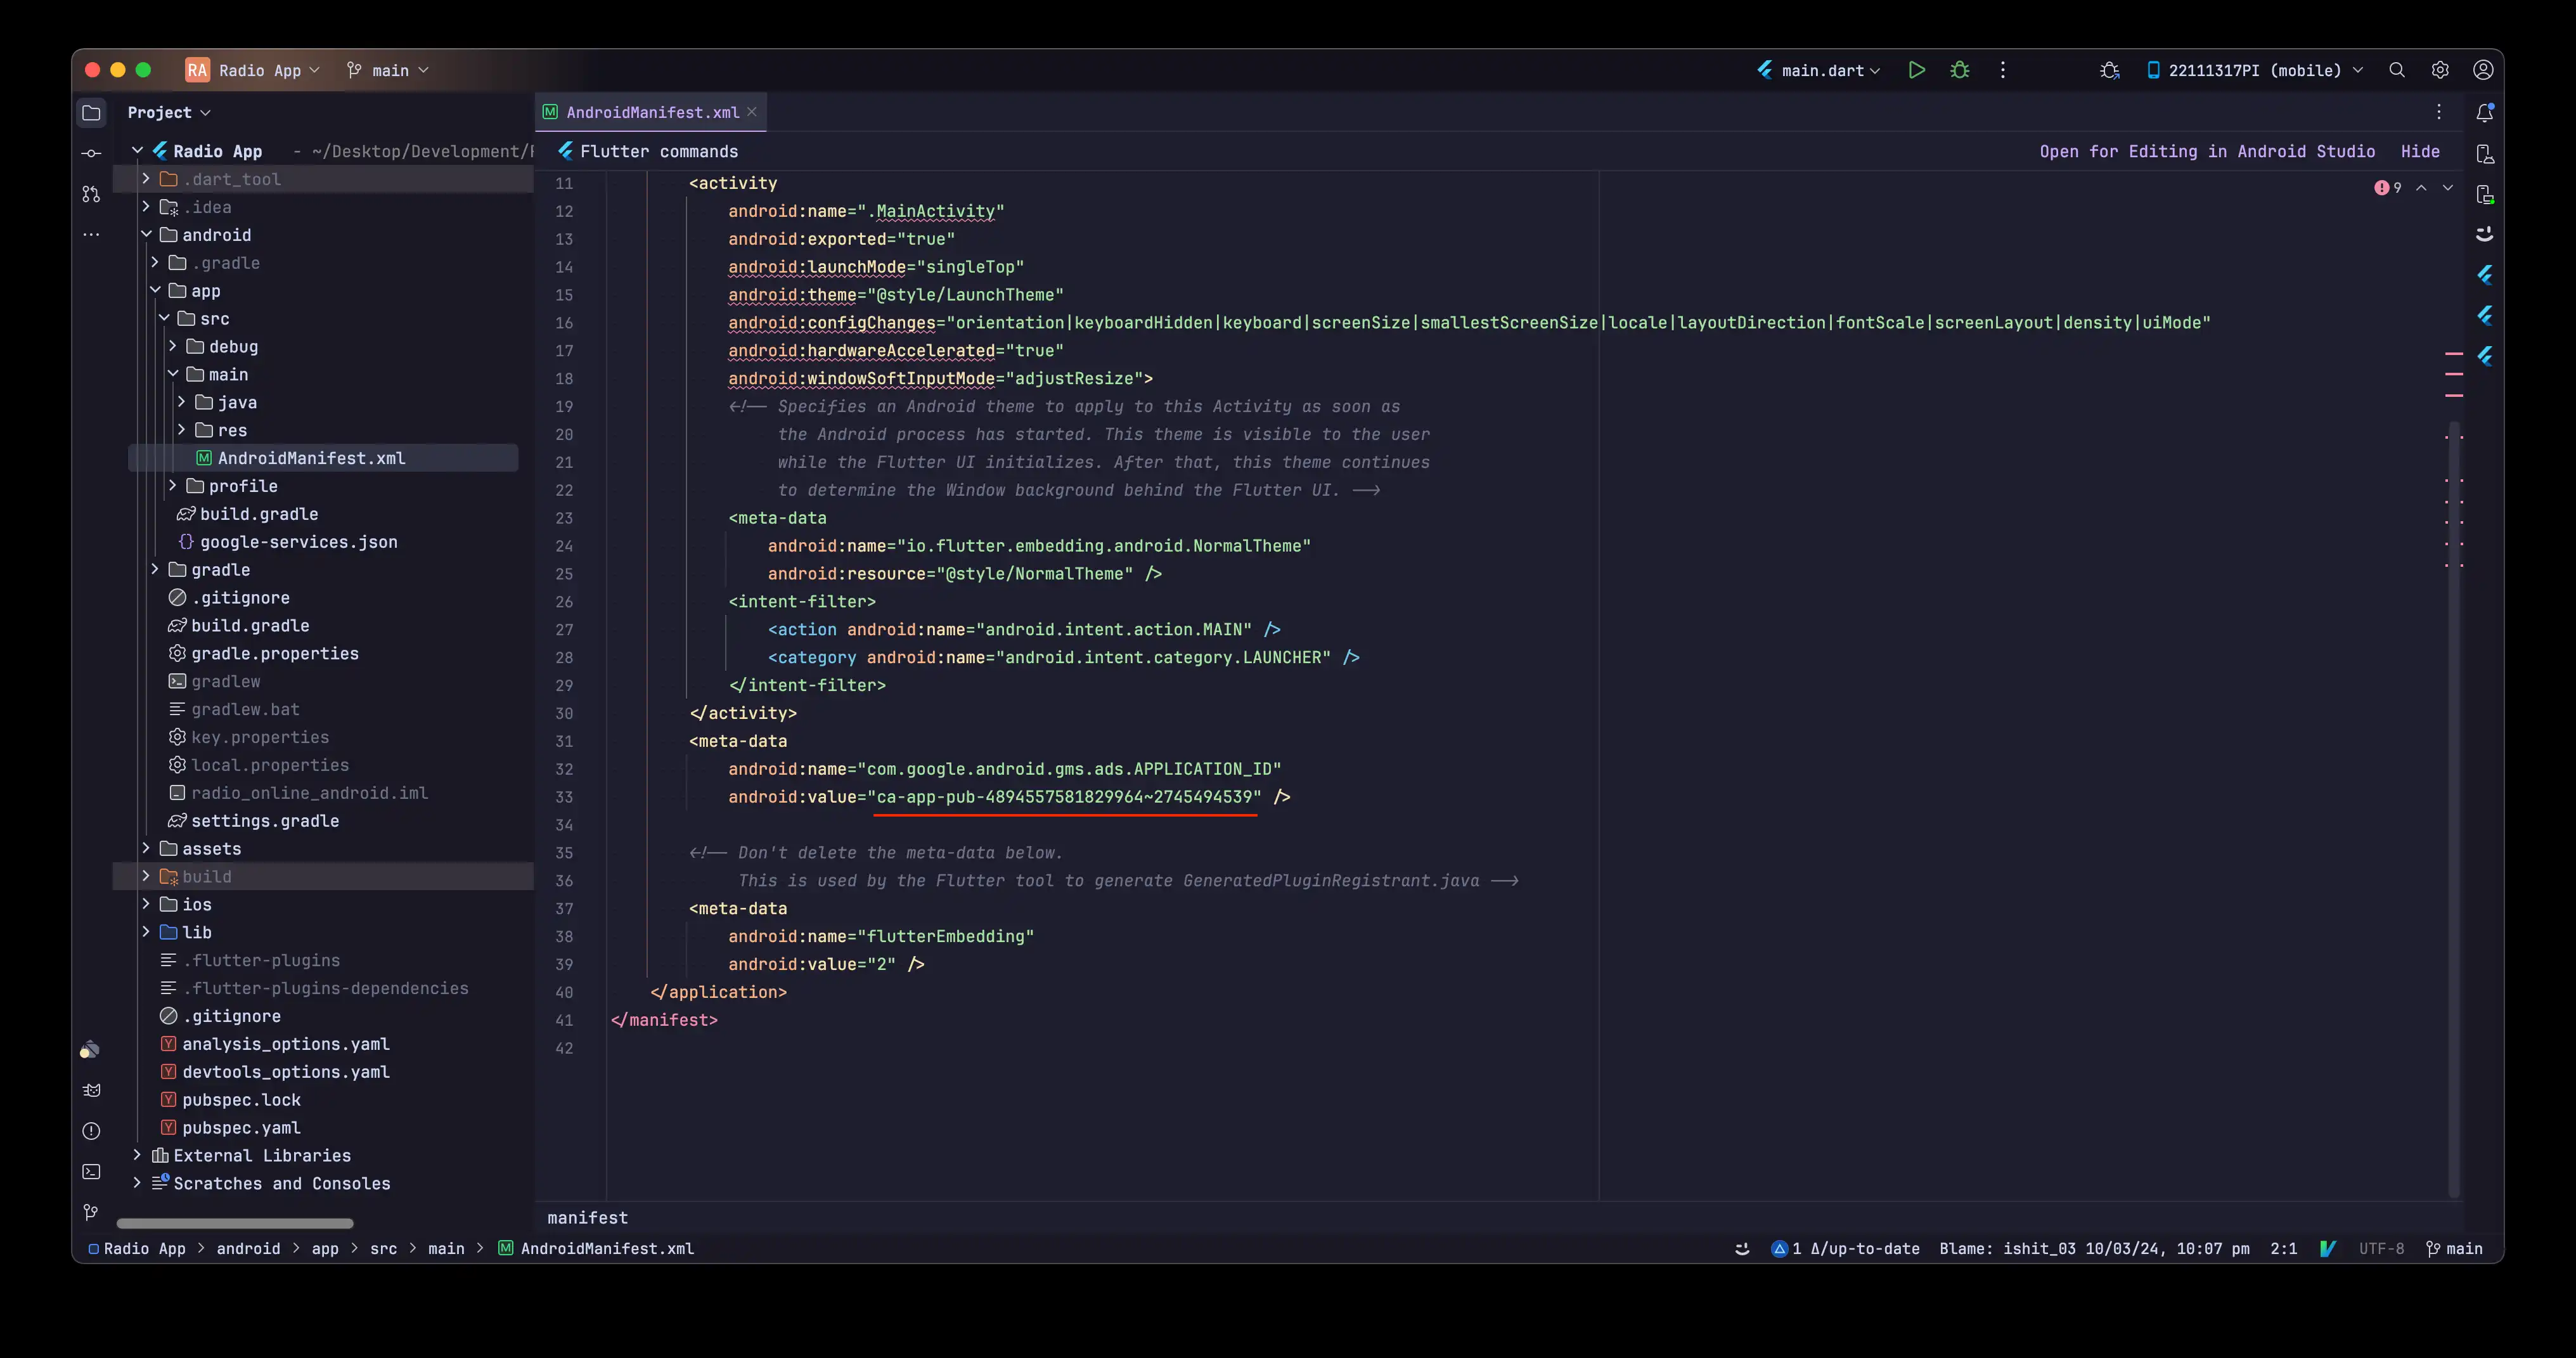 RA Radio App main main.dart 22111317PI (mobile)
Project
AndroidManifest.xml
Radio App - ~/Desktop/Development/
Flutter commands Open for Editing in Android Studio Hide
.dart_tool
.idea
android
.gradle
app
src
debug
main
java
res
AndroidManifest.xml
profile
build.gradle
google-services.json
gradle
.gitignore
build.gradle
gradle.properties
gradlew
gradlew.bat
key.properties
local.properties
radio_online_android.iml
settings.gradle
assets
build
ios
lib
.flutter-plugins
.flutter-plugins-dependencies
.gitignore
analysis_options.yaml
devtools_options.yaml
pubspec.lock
pubspec.yaml
External Libraries
Scratches and Consoles
9
11 <activity
12 android:name=".MainActivity"
13 android:exported="true"
14 android:launchMode="singleTop"
15 android:theme="@style/LaunchTheme"
16 android:configChanges="orientation|keyboardHidden|keyboard|screenSize|smallestScreenSize|locale|layoutDirection|fontScale|screenLayout|density|uiMode"
17 android:hardwareAccelerated="true"
18 android:windowSoftInputMode="adjustResize">
19 <!-- Specifies an Android theme to apply to this Activity as soon as
20 the Android process has started. This theme is visible to the user
21 while the Flutter UI initializes. After that, this theme continues
22 to determine the Window background behind the Flutter UI. -->
23 <meta-data
24 android:name="io.flutter.embedding.android.NormalTheme"
25 android:resource="@style/NormalTheme" />
26 <intent-filter>
27 <action android:name="android.intent.action.MAIN" />
28 <category android:name="android.intent.category.LAUNCHER" />
29 </intent-filter>
30 </activity>
31 <meta-data
32 android:name="com.google.android.gms.ads.APPLICATION_ID"
33 android:value="ca-app-pub-4894557581829964~2745494539" />
34
35 <!-- Don't delete the meta-data below.
36 This is used by the Flutter tool to generate GeneratedPluginRegistrant.java -->
37 <meta-data
38 android:name="flutterEmbedding"
39 android:value="2" />
40 </application>
41 </manifest>
42
manifest
Radio App > android > app > src > main > AndroidManifest.xml 1 Δ/up-to-date Blame: ishit_03 10/03/24, 10:07 pm 2:1 UTF-8 main